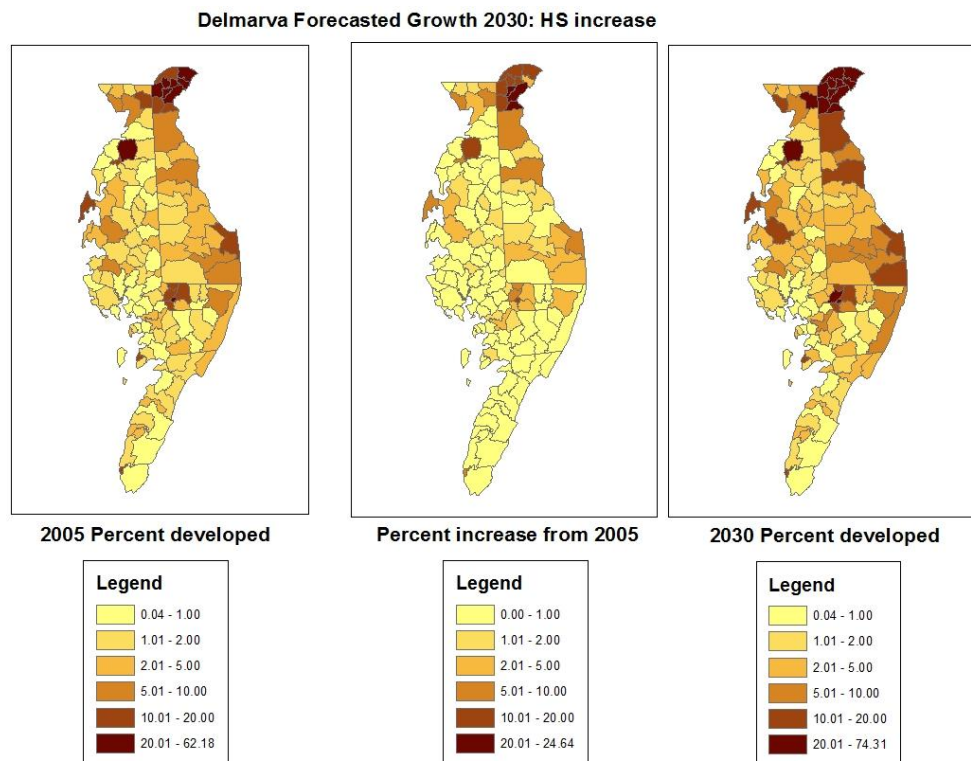 Delmarva Forecasted Growth 2030: HS increase
2005 Percent developed
Percent increase from 2005
2030 Percent developed
Legend
0.04 - 1.00
1.01 - 2.00
2.01 - 5.00
5.01 - 10.00
10.01 - 20.00
20.01 - 62.18
Legend
0.00 - 1.00
1.01 - 2.00
2.01 - 5.00
5.01 - 10.00
10.01 - 20.00
20.01 - 24.64
Legend
0.04 - 1.00
1.01 - 2.00
2.01 - 5.00
5.01 - 10.00
10.01 - 20.00
20.01 - 74.31